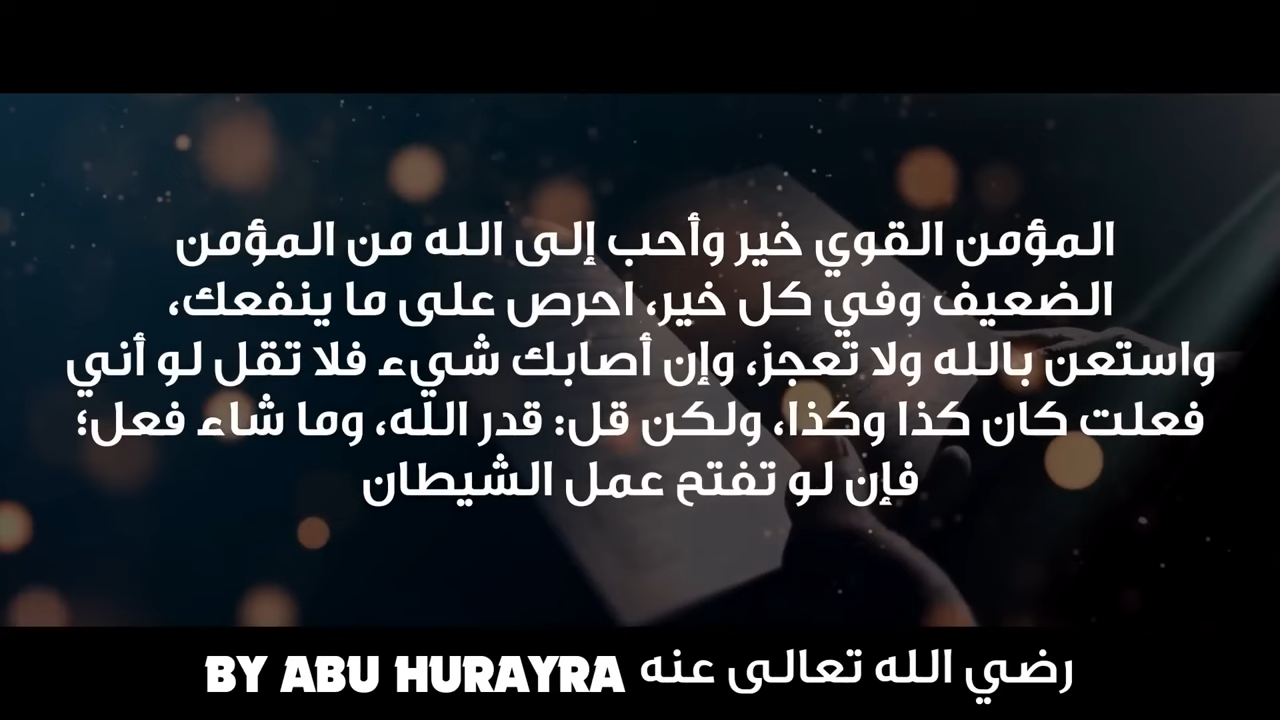 المؤمن القوي خير وأحب إلى الله من المؤمن
الضعيف وفي كل خير، احرص على ما ينفعك،
واستعن بالله ولا تعجز، وإن أصابك شيء فلا تقل لو أني
فعلت كان كذا وكذا، ولكن قل: قدر الله، وما شاء فعل؛
فإن لو تفتح عمل الشيطان
BY ABU HURAYRA رضي الله تعالى عنه